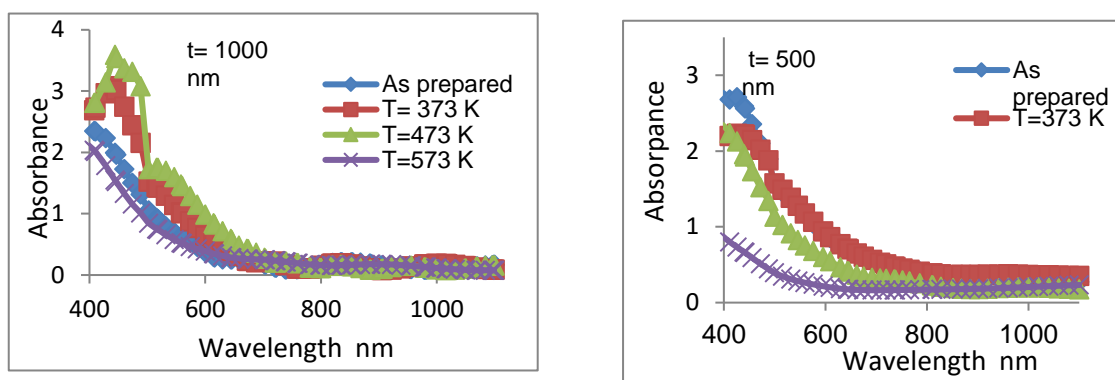 4
3
2
1
0
Absorbance
t= 1000
nm
As prepared
T= 373 K
T=473 K
T=573 K
400
600
800
1000
Wavelength nm
3
2
1
0
Absorpance
t= 500
nm
As
prepared
T=373 K
400
600
800
1000
Wavelength nm